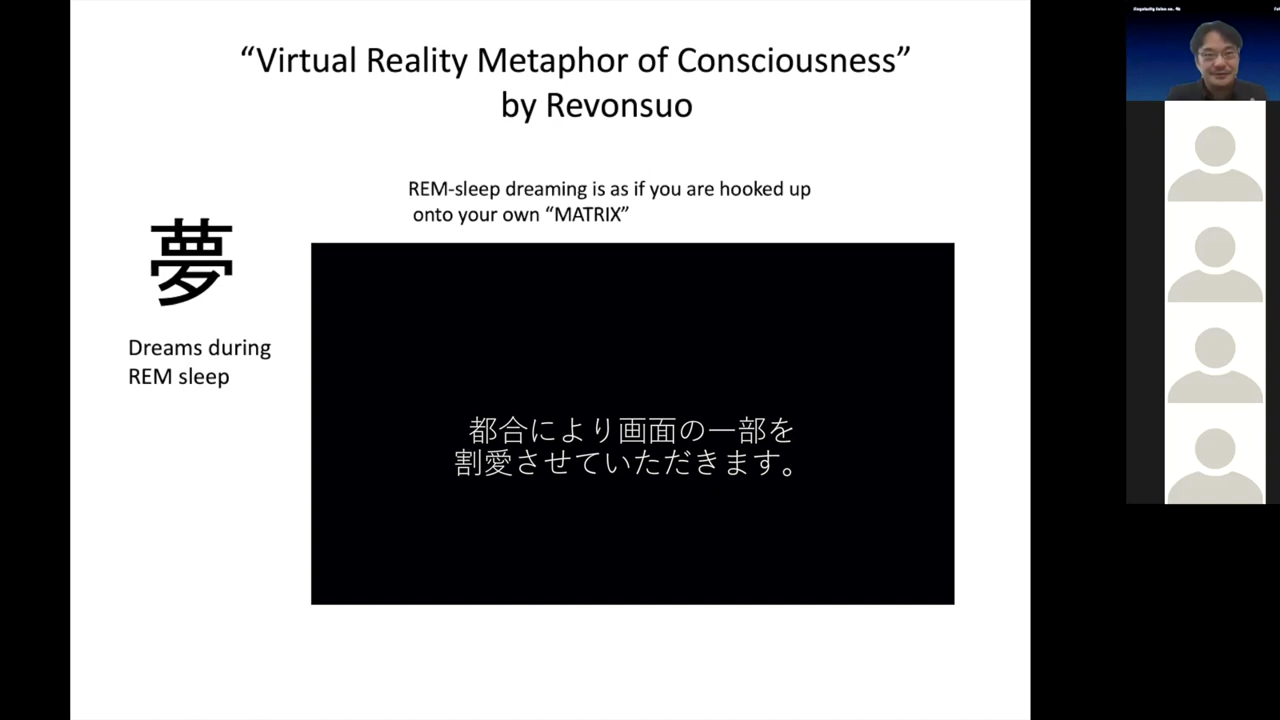 “Virtual Reality Metaphor of Consciousness”
by Revonsuo
REM-sleep dreaming is as if you are hooked up
onto your own “MATRIX”
夢
Dreams during
REM sleep
都合により画面の一部を
割愛させていただきます。